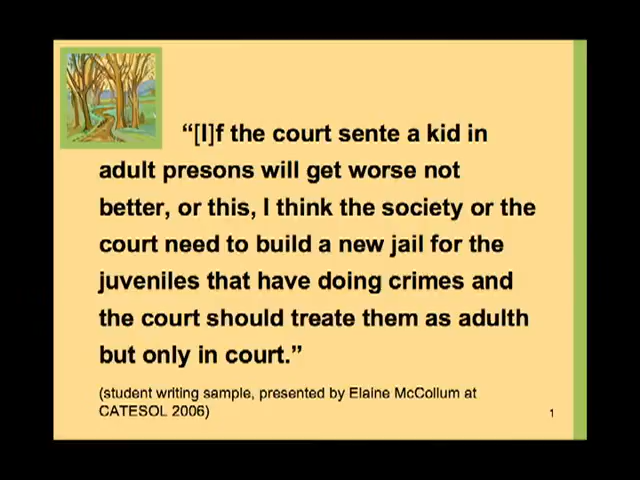 “[I]f the court sente a kid in
adult presons will get worse not
better, or this, I think the society or the
court need to build a new jail for the
juveniles that have doing crimes and
the court should treate them as adulth
but only in court.”
(student writing sample, presented by Elaine McCollum at
CATESOL 2006)
1